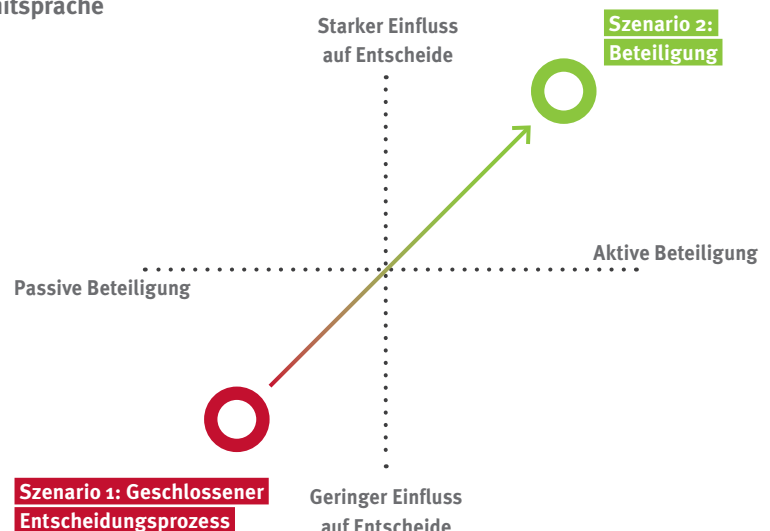 Starker Einfluss
auf Entscheide
Szenario 2:
Beteiligung
Aktive Beteiligung
Passive Beteiligung
Szenario 1: Geschlossener
Entscheidungsprozess
Geringer Einfluss
auf Entscheide